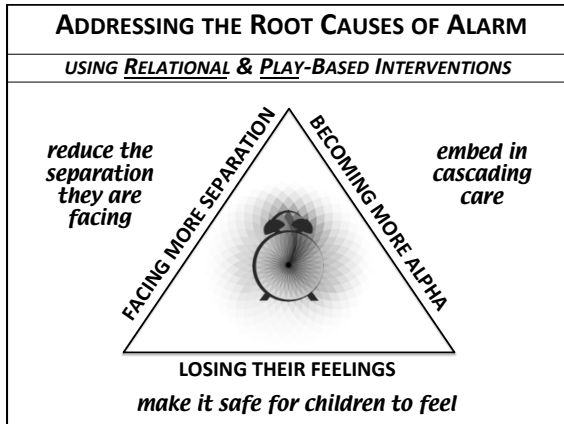 ADDRESSING THE ROOT CAUSES OF ALARM
USING RELATIONAL & PLAY-BASED INTERVENTIONS
reduce the
separation
they are
facing
FACING MORE SEPARATION
BECOMING MORE ALPHA
embed in
cascading
care
LOSING THEIR FEELINGS
make it safe for children to feel